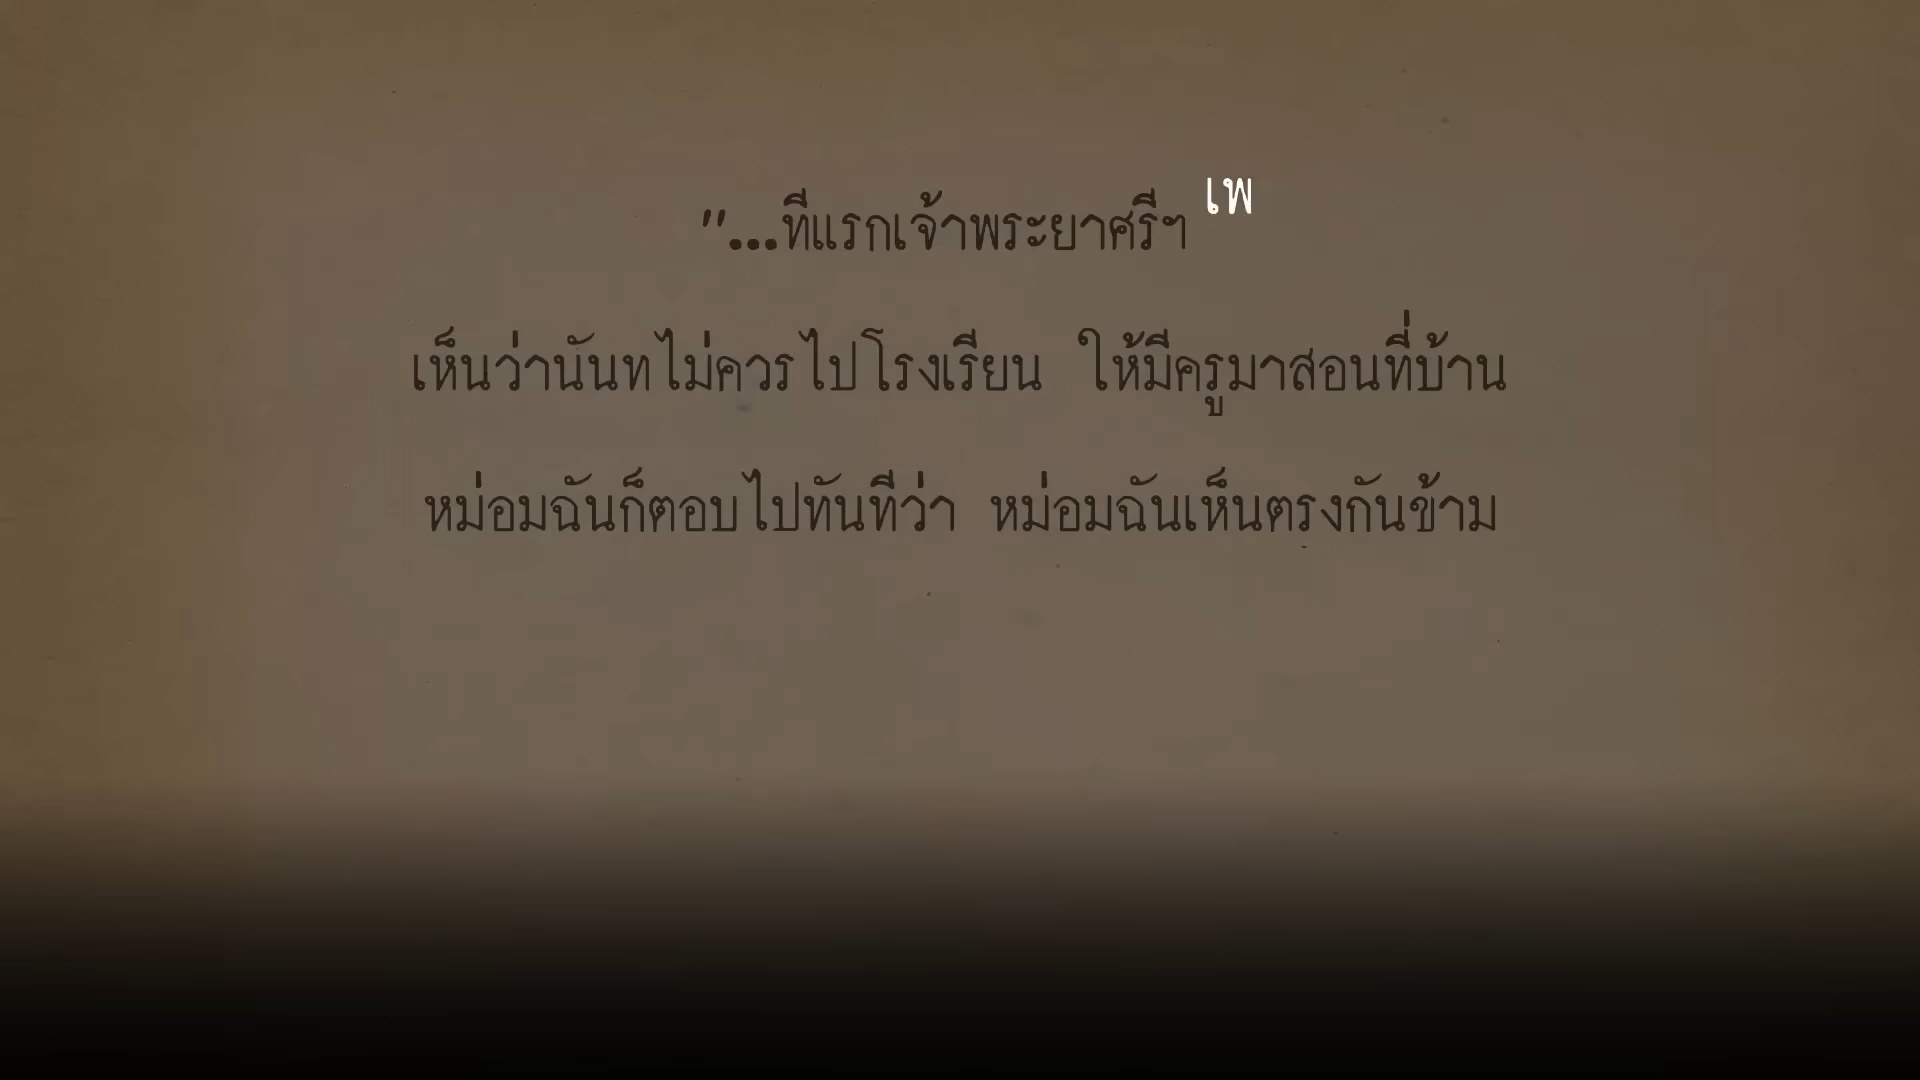 "...ทีแรกเจ้าพระยาศรีฯ เพ
เห็นว่านันทไม่ควรไปโรงเรียน ให้มีครูมาสอนที่บ้าน
หม่อมฉันก็ตอบไปทันทีว่า หม่อมฉันเห็นตรงกันข้าม